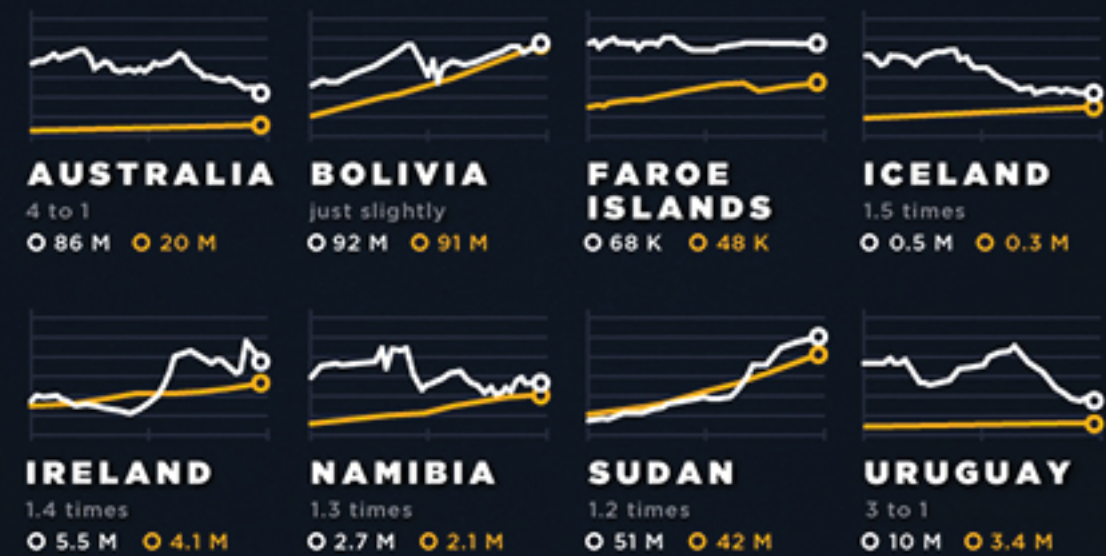 AUSTRALIA
4 to 1
86 M 20 M
BOLIVIA
just slightly
92 M 91 M
FAROE
ISLANDS
68 K 48 K
ICELAND
1.5 times
0.5 M 0.3 M
IRELAND
1.4 times
5.5 M 4.1 M
NAMIBIA
1.3 times
2.7 M 2.1 M
SUDAN
1.2 times
51 M 42 M
URUGUAY
3 to 1
10 M 3.4 M